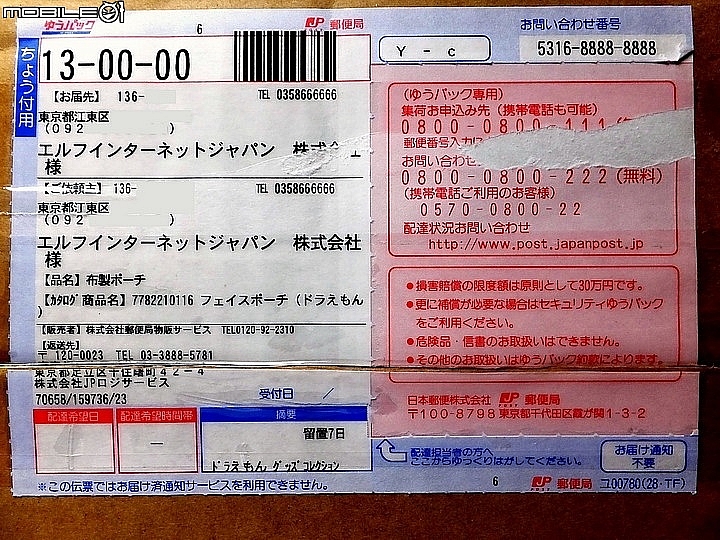 mobile01
ゆうパック
6
JP 郵便局
お問い合わせ番号
ちょう付用
13-00-00
Y - c
5316-8888-8888
【お届先】 136-
TEL 0358666666
東京都江東区
(092 )
エルフインターネットジャパン 株式会
様
【ご依頼主】 136-
TEL 0358666666
東京都江東区
(092 )
エルフインターネットジャパン 株式会社
様
【品名】布製ポーチ
【カタログ商品名】7782210116 フェイスポーチ(ドラえもん
)
【販売者】株式会社郵便局物販サービス TEL0120-92-2310
【返送先】
〒 120-0023 TEL 03-3888-5781
東京都足立区千住曙町42-4
株式会社JPロジサービス
70658/159736/23
受付日 /
配達希望日
配達希望時間帯
摘要
—
留置7日
ドラえもん グッズ コレクション
※この伝票ではお届け済通知サービスを利用できません。
(ゆうパック専用)
集荷お申込み先(携帯電話も可能)
0800-0800-111
郵便番号入力
お問い合わせ
0800-0800-222(無料)
(携帯電話ご利用のお客様)
0570-0800-22
配達状況お問い合わせ
http://www.post.japanpost.jp
●損害賠償の限度額は原則として30万円です。
●更に補償が必要な場合はセキュリティゆうパック
をご利用ください。
●危険品・信書のお取扱いはできません。
●その他のお取扱いはゆうパック約款によります。
日本郵便株式会社 JP POST 郵便局
〒100-8798 東京都千代田区霞が関1-3-2
配達担当者の方へ
ここからゆっくりはがしてください。
お届け通知
不要
6
JP POST 郵便局
ユ00780(28・TF)